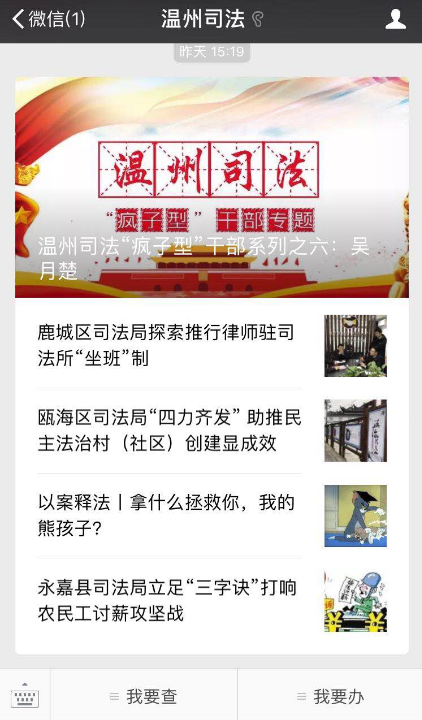 微信(1)
温州司法
昨天 15:19
温州司法
“疯子型”干部专题
温州司法“疯子型”干部系列之六：吴
月楚
鹿城区司法局探索推行律师驻司
法所“坐班”制
瓯海区司法局“四力齐发” 助推民
主法治村（社区）创建显成效
以案释法丨拿什么拯救你，我的
熊孩子？
永嘉县司法局立足“三字诀”打响
农民工讨薪攻坚战
我要查
我要办